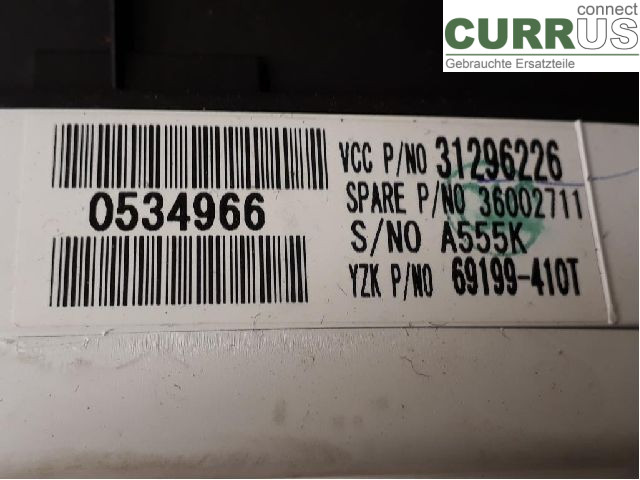 connect
CURRUS
Gebrauchte Ersatzteile
0534966
VCC P/NO 31296226
SPARE P/NO 36002711
S/NO A555K
YZK P/NO 69199-410T